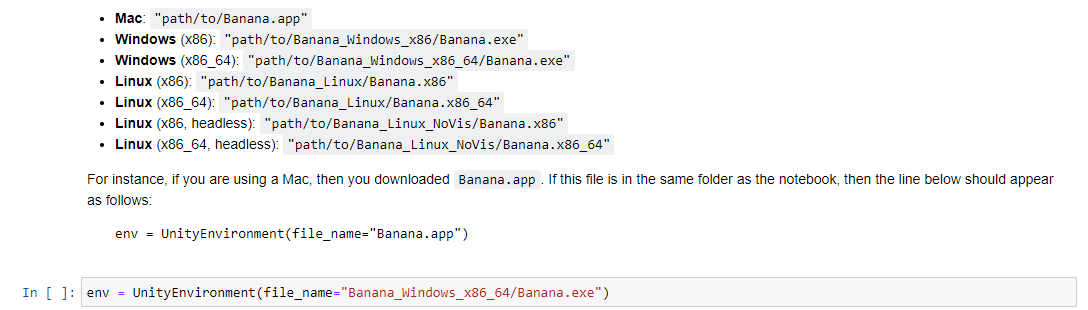 • Mac: "path/to/Banana.app"
• Windows (x86): "path/to/Banana_Windows_x86/Banana.exe"
• Windows (x86_64): "path/to/Banana_Windows_x86_64/Banana.exe"
• Linux (x86): "path/to/Banana_Linux/Banana.x86"
• Linux (x86_64): "path/to/Banana_Linux/Banana.x86_64"
• Linux (x86, headless): "path/to/Banana_Linux_NoVis/Banana.x86"
• Linux (x86_64, headless): "path/to/Banana_Linux_NoVis/Banana.x86_64"
For instance, if you are using a Mac, then you downloaded Banana.app. If this file is in the same folder as the notebook, then the line below should appear
as follows:
env = UnityEnvironment(file_name="Banana.app")
In [ ]: env = UnityEnvironment(file_name="Banana_Windows_x86_64/Banana.exe")